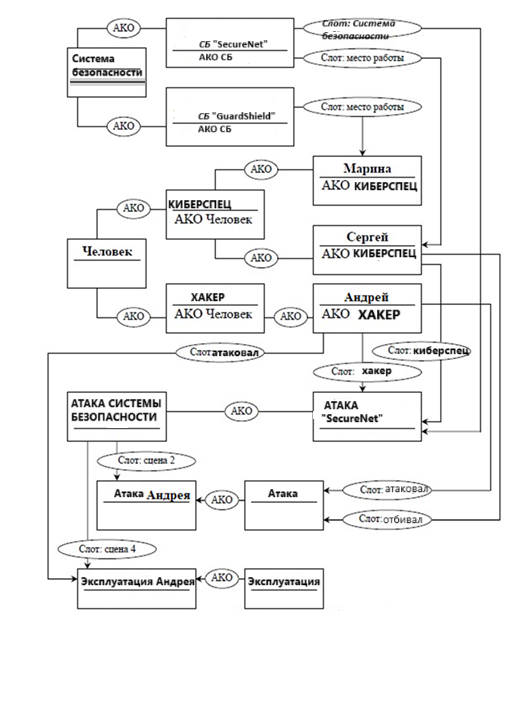 АКО
СБ "SecureNet"
АКО СБ
Слот: Система
безопасности
Система
безопасности
Слот: место работы
АКО
СБ "GuardShield"
АКО СБ
Слот: место работы
АКО
Марина
АКО КИБЕРСПЕЦ
АКО
КИБЕРСПЕЦ
АКО Человек
Человек
АКО
Сергей
АКО КИБЕРСПЕЦ
АКО
ХАКЕР
АКО Человек
АКО
Андрей
АКО ХАКЕР
Слот: атаковал
Слот: киберспец
Слот: хакер
АТАКА СИСТЕМЫ
БЕЗОПАСНОСТИ
АКО
АТАКА
"SecureNet"
Слот: сцена 2
Атака Андрея
АКО
Атака
Слот: атаковал
Слот: отбивал
Слот: сцена 4
Эксплуатация Андрея
АКО
Эксплуатация